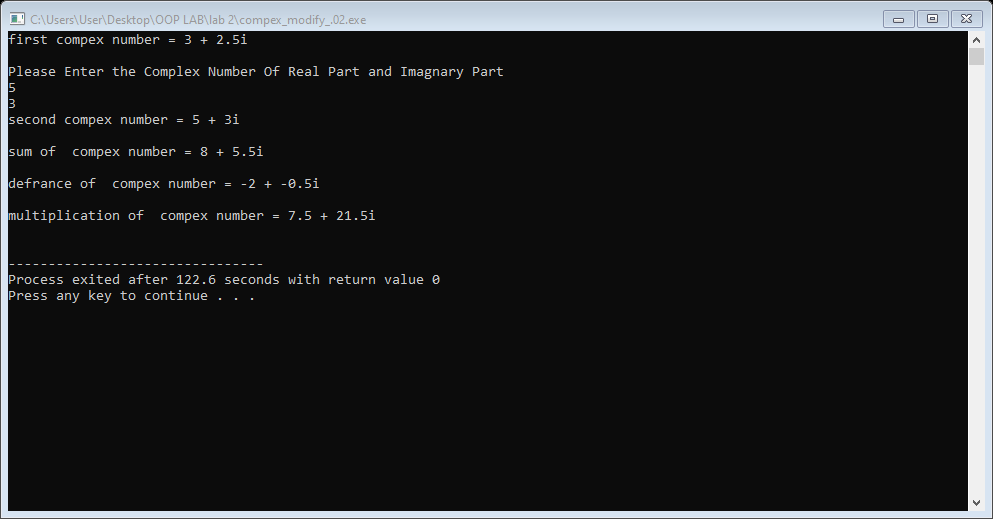 C:\Users\User\Desktop\OOP LAB\lab 2\compex_modify_.02.exe
first compex number = 3 + 2.5i
Please Enter the Complex Number Of Real Part and Imagnary Part
5
3
second compex number = 5 + 3i
sum of  compex number = 8 + 5.5i
defrance of  compex number = -2 + -0.5i
multiplication of  compex number = 7.5 + 21.5i
--------------------------------
Process exited after 122.6 seconds with return value 0
Press any key to continue . . .